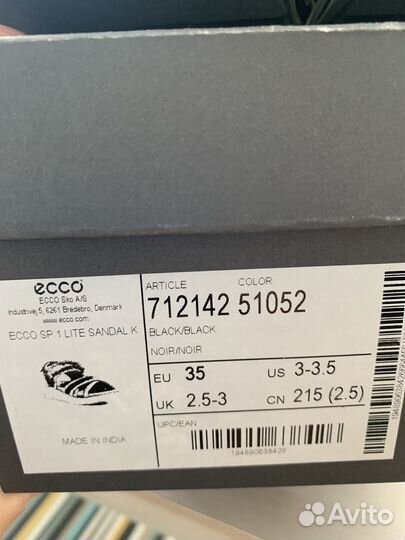 ecco
ECCO Sko A/S
Industrivej 5, 6261 Bredebro, Denmark
www.ecco.com
ECCO SP.1 LITE SANDAL K
MADE IN INDIA
ARTICLE COLOR
712142 51052
BLACK/BLACK
NOIR/NOIR
EU 35 US 3-3.5
UK 2.5-3 CN 215 (2.5)
UPC/EAN
194890638426
Avito